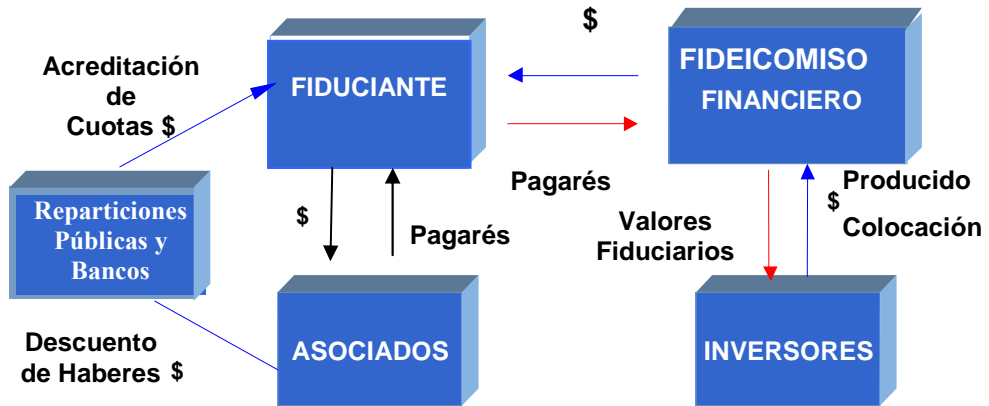 $
Acreditación
de
Cuotas $
FIDUCIANTE
FIDEICOMISO
FINANCIERO
Pagarés
Reparticiones
Públicas y
Bancos
$
Pagarés
Valores
Fiduciarios
Producido
$
Colocación
Descuento
de Haberes $
ASOCIADOS
INVERSORES